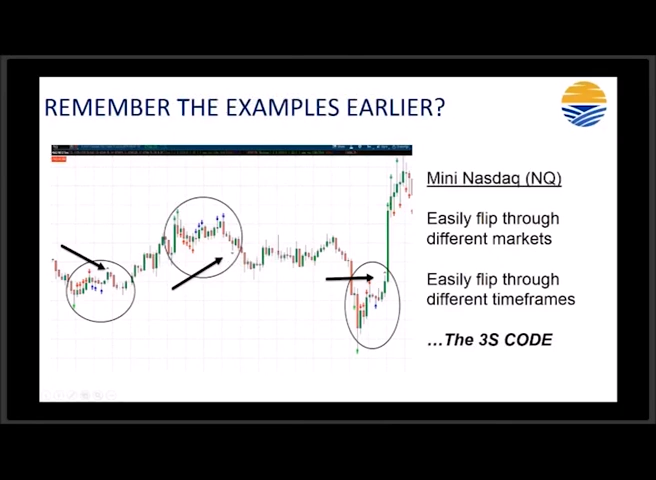 REMEMBER THE EXAMPLES EARLIER?
Mini Nasdaq (NQ)
Easily flip through
different markets
Easily flip through
different timeframes
...The 3S CODE